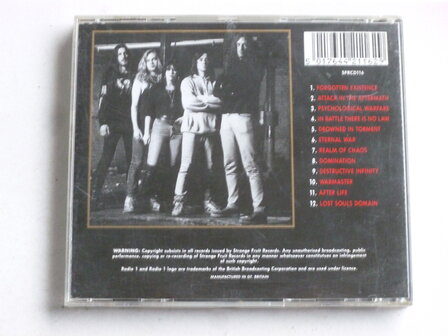 5 017655 211629
SFRCD116
1. FORGOTTEN EXISTENCE
2. ATTACK IN THE AFTERMATH
3. PSYCHOLOGICAL WARFARE
4. IN BATTLE THERE IS NO LAW
5. DROWNED IN TORMENT
6. ETERNAL WAR
7. REALM OF CHAOS
8. DOMINATION
9. DESTRUCTIVE INFINITY
10. WARMASTER
11. AFTER LIFE
12. LOST SOULS DOMAIN
WARNING: Copyright subsists in all records issued by Strange Fruit Records. Any unauthorised broadcasting, public
performance, copying or re-recording of Strange Fruit Records in any manner whatsoever constitutes an infringement
of such copyright.
Radio 1 and Radio 1 logo are trademarks of the British Broadcasting Corporation and are used under licence.
MANUFACTURED IN GT. BRITAIN